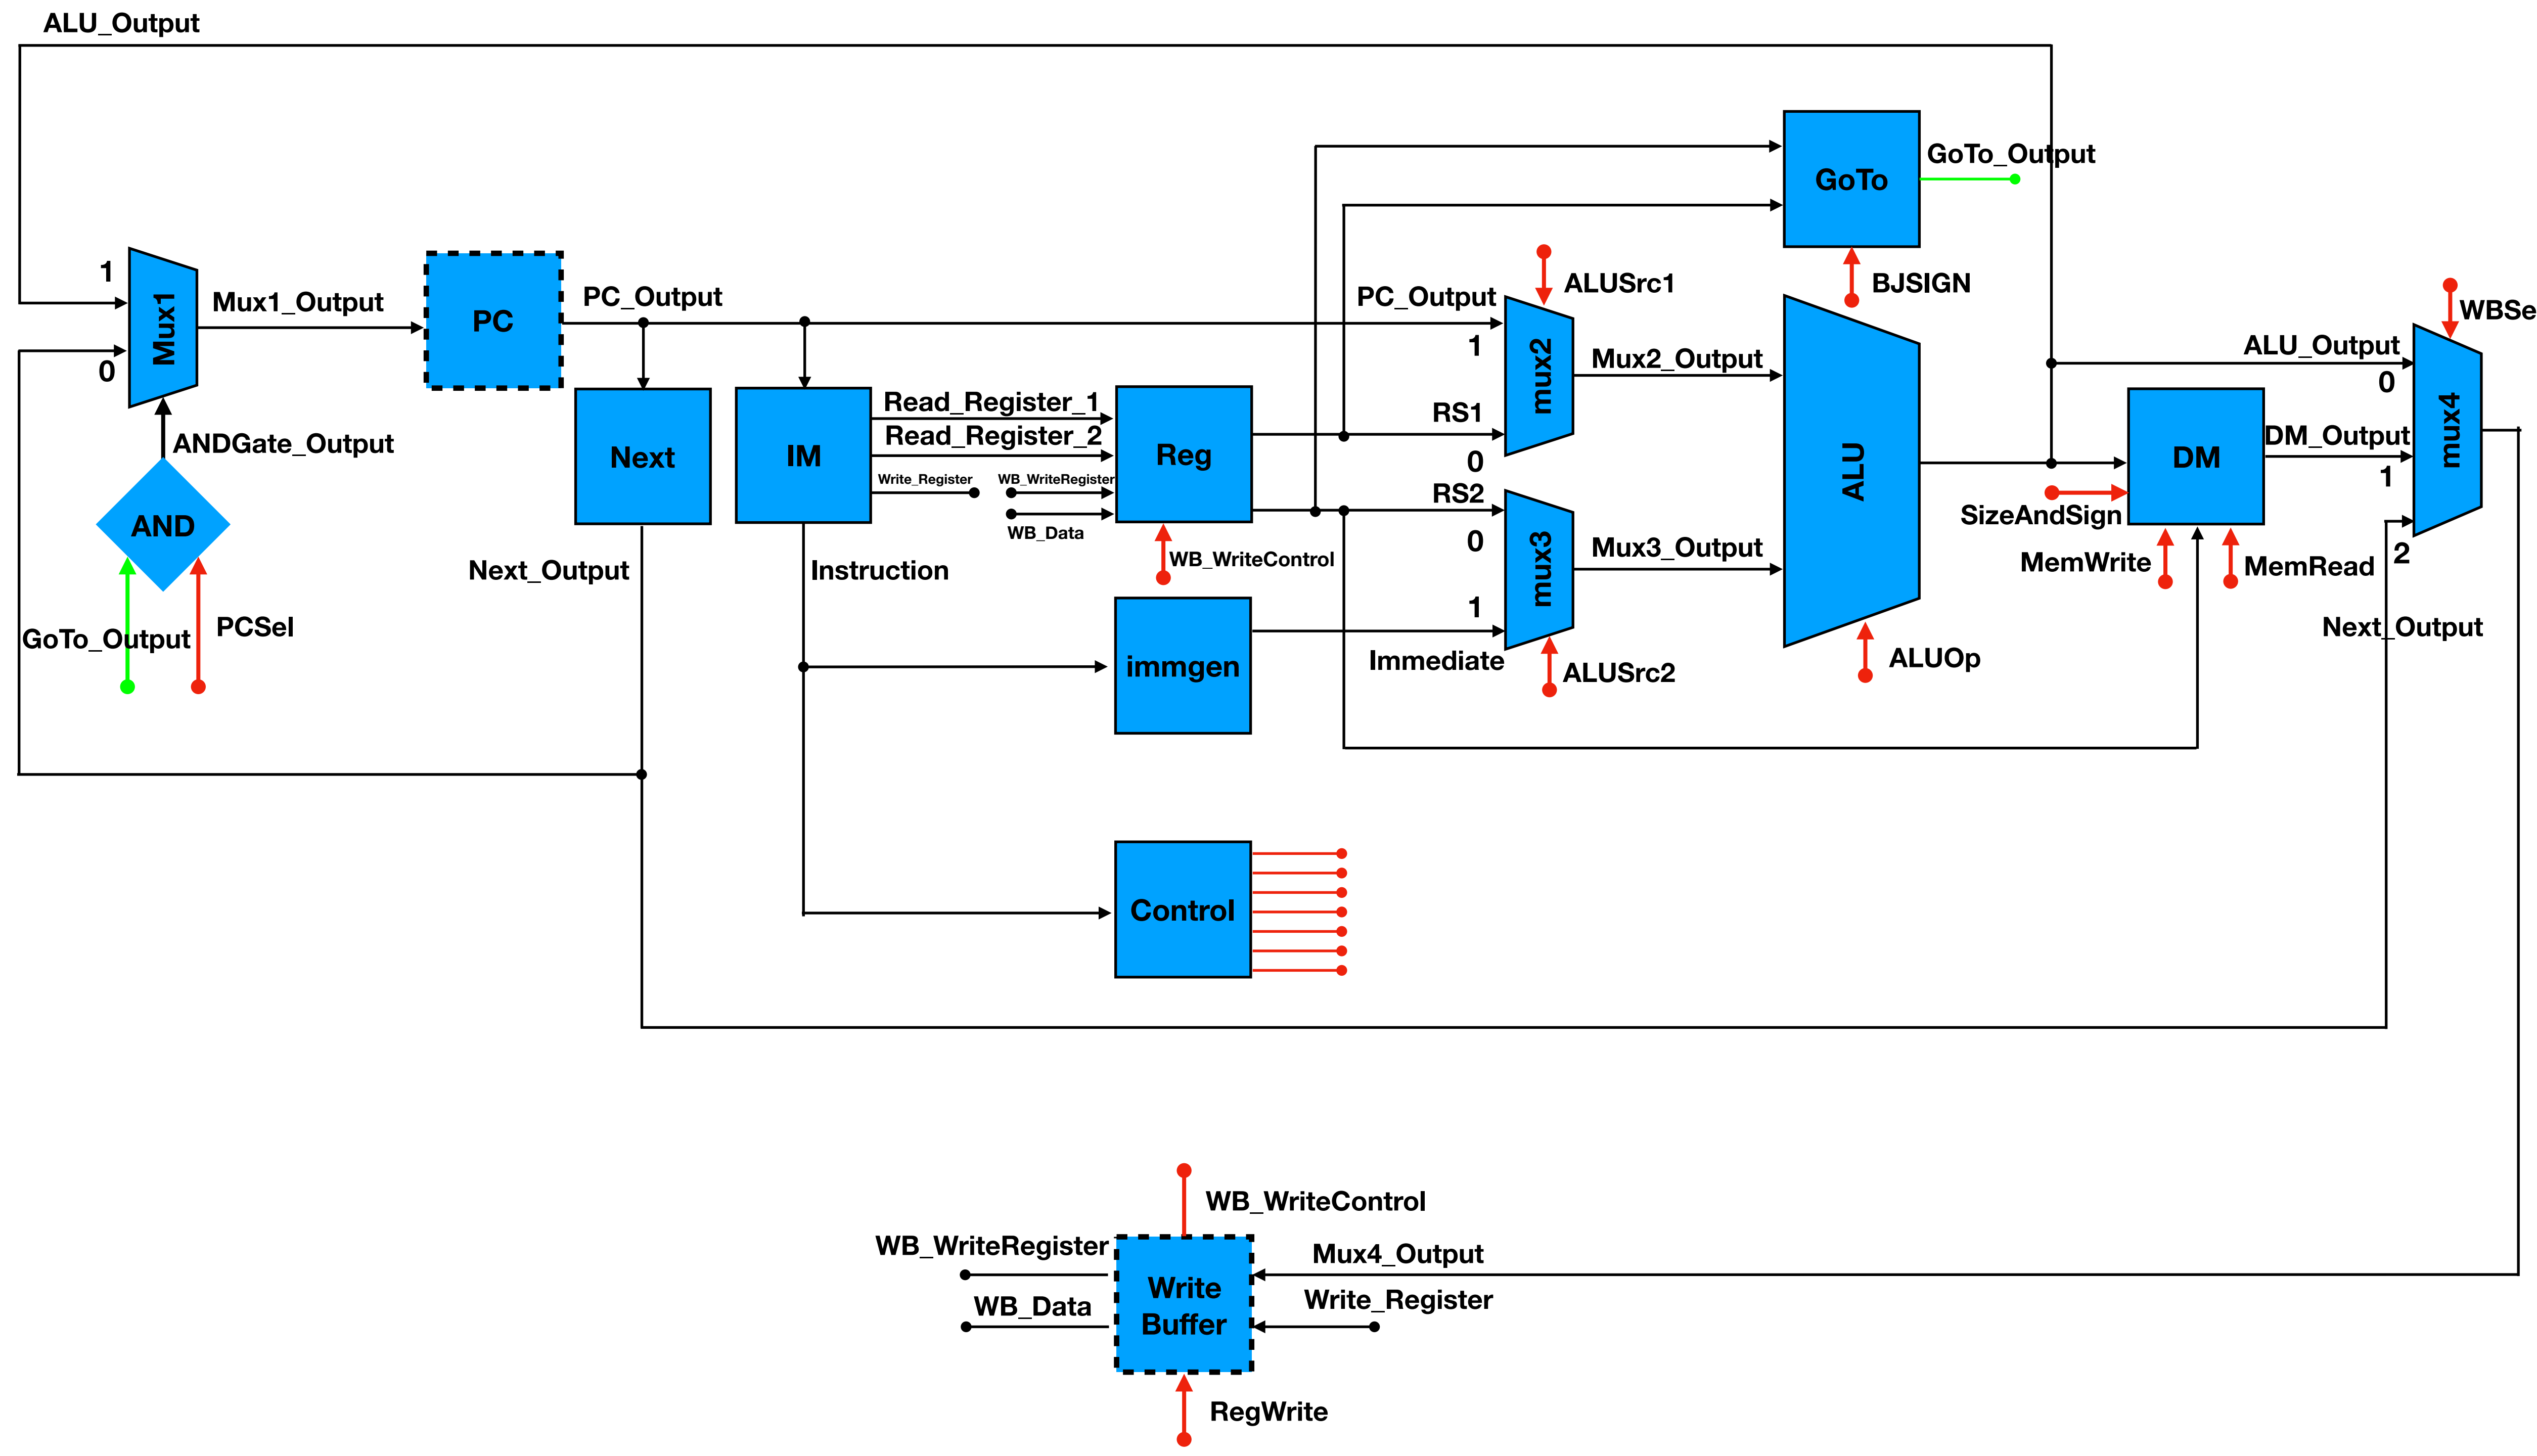 ALU_Output
GoTo
GoTo_Output
1
Mux1
Mux1_Output
0
PC
PC_Output
PC_Output
1
ALUSrc1
mux2
Mux2_Output
BJSIGN
WBSe
ALU_Output
0
ANDGate_Output
AND
GoTo_Output
PCSel
Next
Next_Output
IM
Read_Register_1
Read_Register_2
Write_Register
WB_WriteRegister
WB_Data
Reg
WB_WriteControl
RS1
0
RS2
0
mux3
Mux3_Output
1
Immediate
ALUSrc2
ALU
ALUOp
DM
DM_Output
1
mux4
2
SizeAndSign
MemWrite
MemRead
Next_Output
Instruction
immgen
Control
WB_WriteControl
WB_WriteRegister
WB_Data
Write
Buffer
Mux4_Output
Write_Register
RegWrite